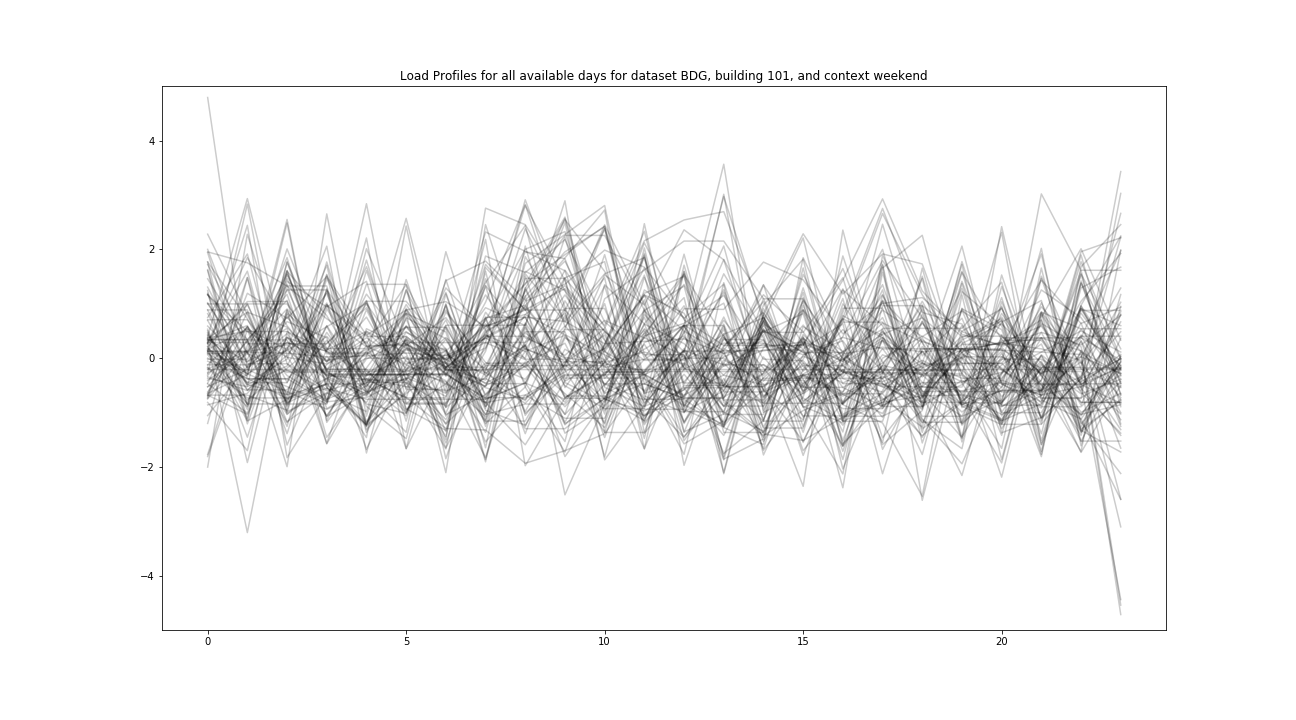 Load Profiles for all available days for dataset BDG, building 101, and context weekend
4
2
0
−2
−4
0 5 10 15 20